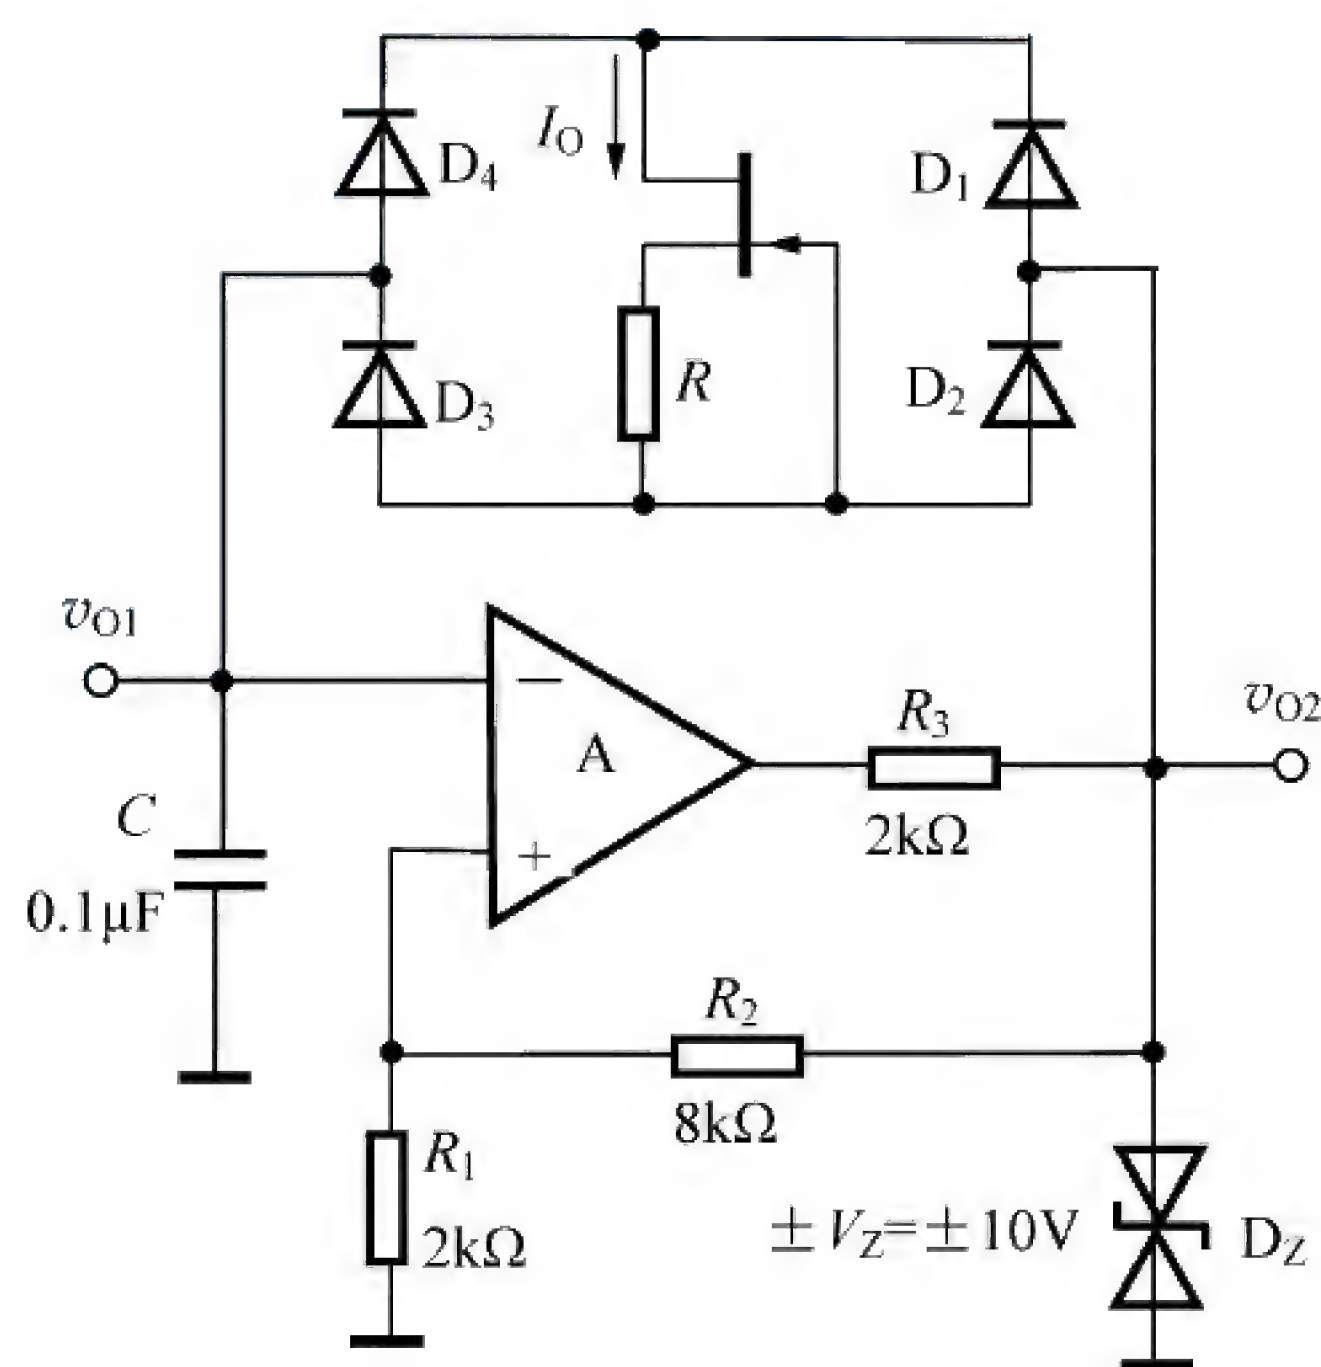 I_O
D_4
D_1
R
D_3
D_2
v_O1
v_O2
−
A
+
R_3
2kΩ
C
0.1μF
R_2
8kΩ
R_1
2kΩ
±V_Z=±10V
D_Z